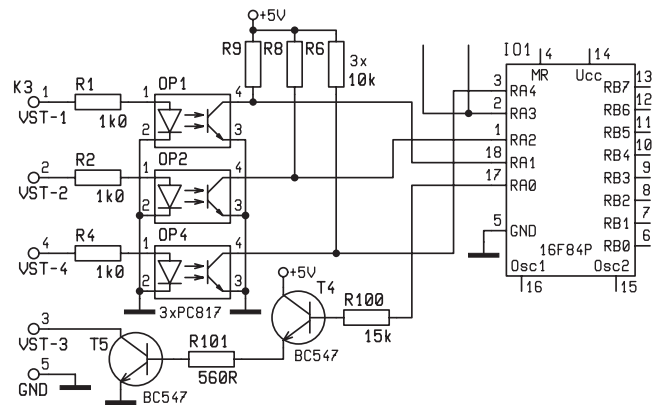 +5V
R9 R8 R6
3x
10k
IO1
4 14
MR Ucc
K3
1 R1 1 OP1 4
VST-1 1k0 2 3
2 R2 1 OP2 4
VST-2 1k0 2 3
4 R4 1 OP4 4
VST-4 1k0 2 3
3xPC817
3 RA4 RB7 13
2 RA3 RB6 12
1 RA2 RB5 11
18 RA1 RB4 10
17 RA0 RB3 9
RB2 8
5 GND RB1 7
16F84P RB0 6
Osc1 Osc2
16 15
+5V
T4
R100
15k
BC547
3
VST-3
T5
R101
560R
5
GND
BC547